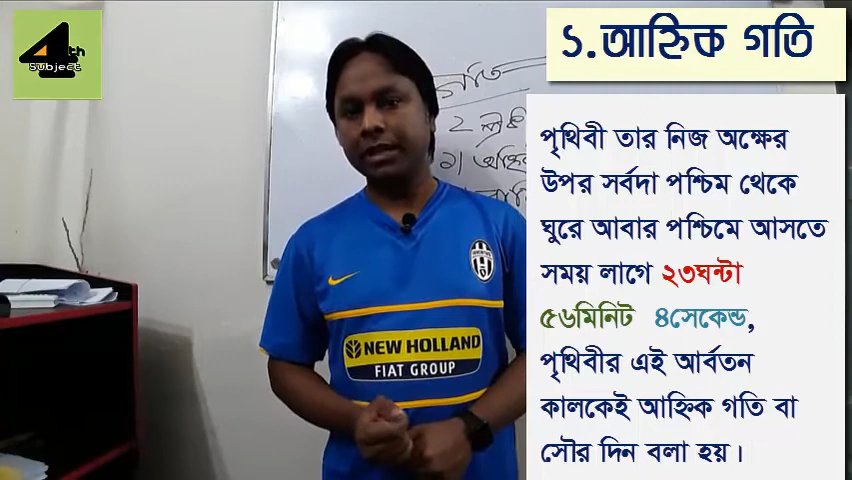 4th
Subject
১.আহ্নিক গতি
গতি
পৃথিবী তার নিজ অক্ষের
উপর সর্বদা পশ্চিম থেকে
ঘুরে আবার পশ্চিমে আসতে
সময় লাগে ২৩ঘন্টা
৫৬মিনিট ৪সেকেন্ড,
পৃথিবীর এই আর্বতন
কালকেই আহ্নিক গতি বা
সৌর দিন বলা হয়।
NEW HOLLAND
FIAT GROUP